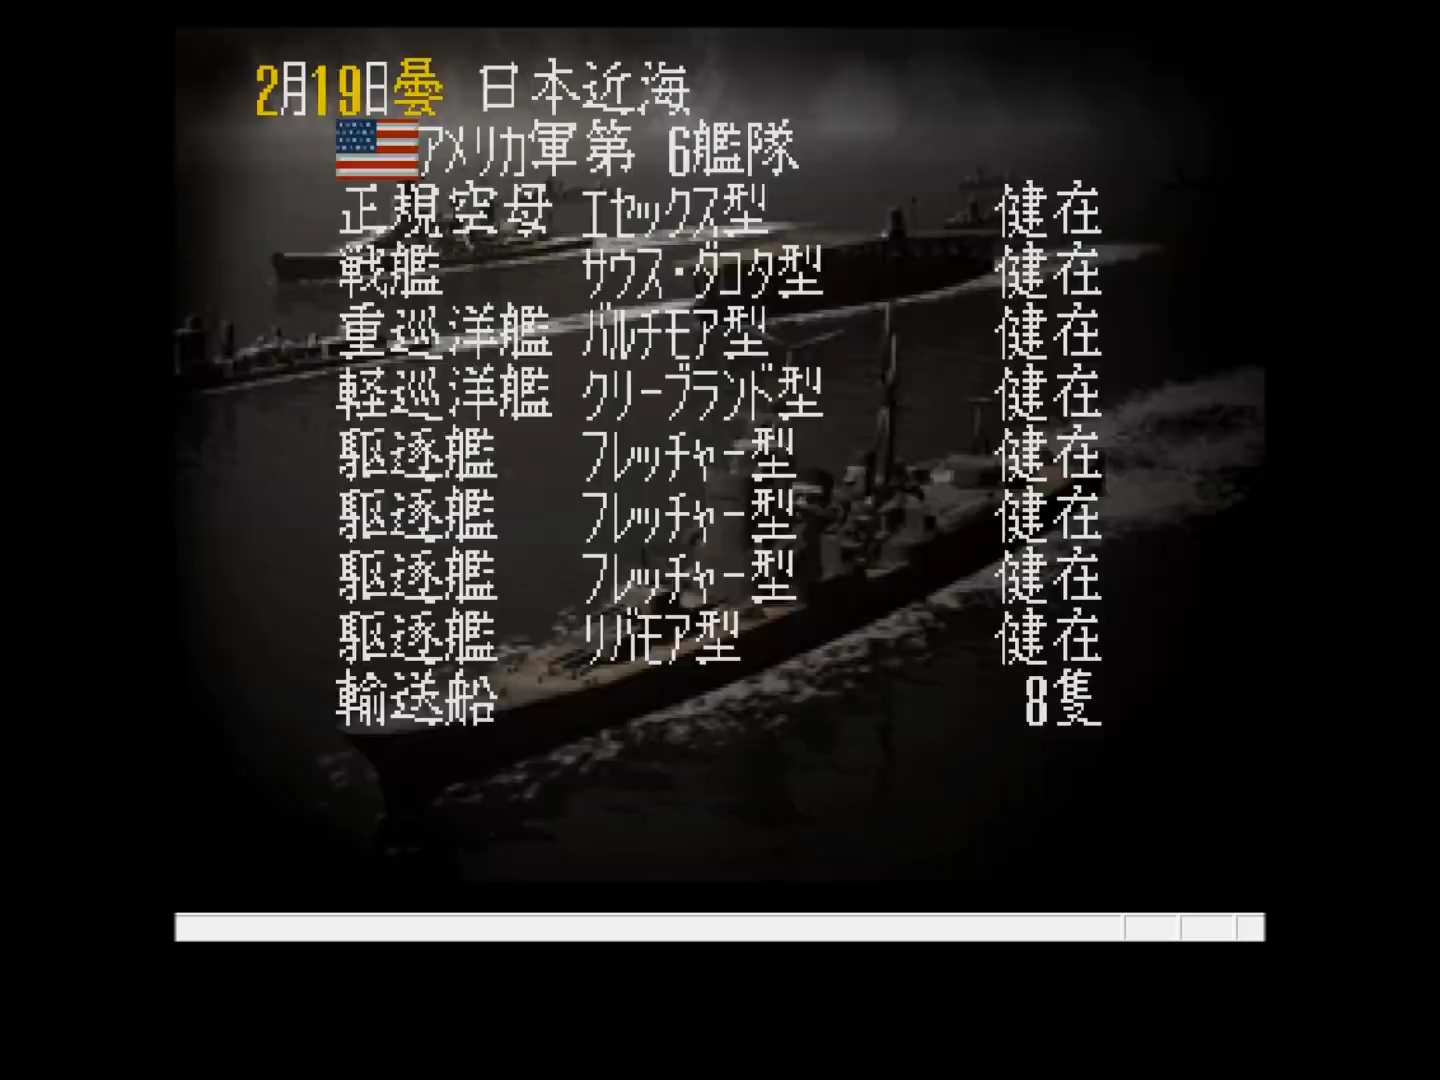 2月19日曇 日本近海
アメリカ軍第 6艦隊
正規空母 エセックス型 健在
戦艦 サウス・ダコタ型 健在
重巡洋艦 バルチモア型 健在
軽巡洋艦 クリーブランド型 健在
駆逐艦 フレッチャー型 健在
駆逐艦 フレッチャー型 健在
駆逐艦 フレッチャー型 健在
駆逐艦 リバモア型 健在
輸送船 8隻